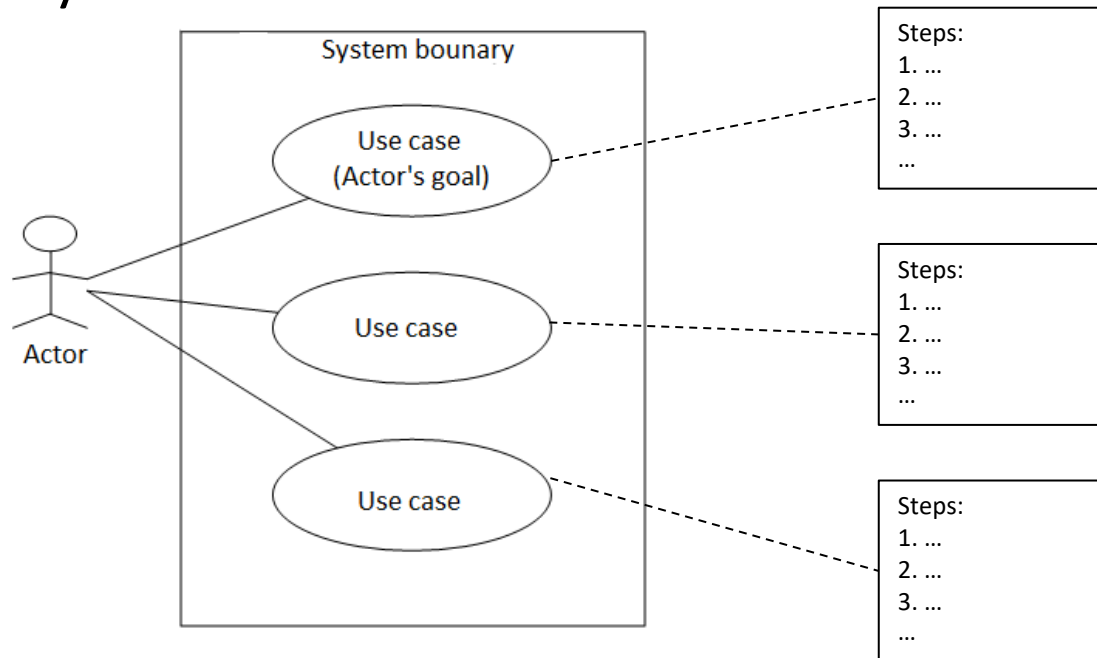 System bounary
Use case
(Actor's goal)
Use case
Use case
Actor
Steps:
1. ...
2. ...
3. ...
...
Steps:
1. ...
2. ...
3. ...
...
Steps:
1. ...
2. ...
3. ...
...